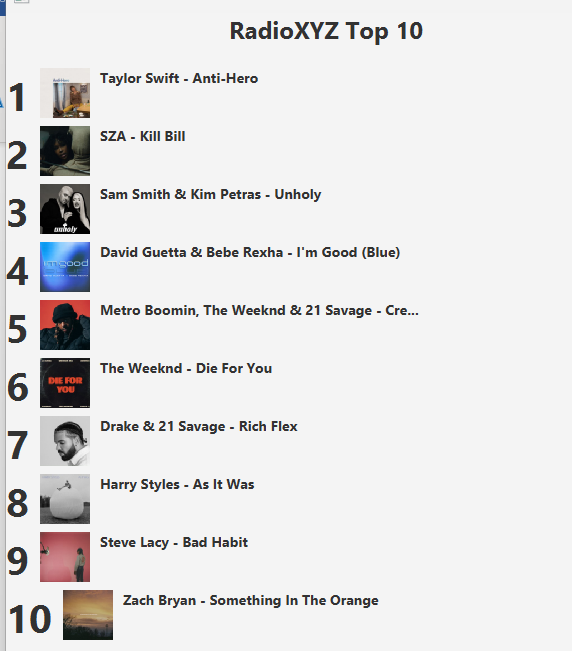 RadioXYZ Top 10
1 Taylor Swift - Anti-Hero
2 SZA - Kill Bill
3 Sam Smith & Kim Petras - Unholy
unholy
4 David Guetta & Bebe Rexha - I'm Good (Blue)
im good
5 Metro Boomin, The Weeknd & 21 Savage - Cre...
6 The Weeknd - Die For You
DIE FOR
YOU
7 Drake & 21 Savage - Rich Flex
8 Harry Styles - As It Was
9 Steve Lacy - Bad Habit
10 Zach Bryan - Something In The Orange